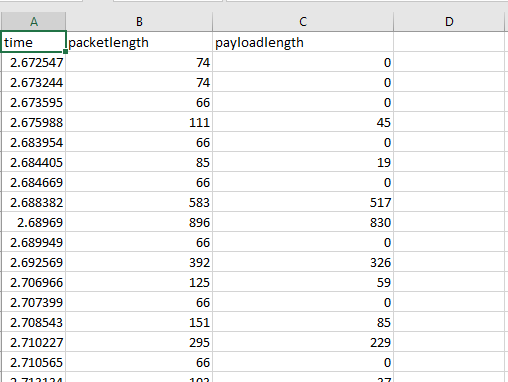 A B C D
time packetlength payloadlength
2.672547 74 0
2.673244 74 0
2.673595 66 0
2.675988 111 45
2.683954 66 0
2.684405 85 19
2.684669 66 0
2.688382 583 517
2.68969 896 830
2.689949 66 0
2.692569 392 326
2.706966 125 59
2.707399 66 0
2.708543 151 85
2.710227 295 229
2.710565 66 0